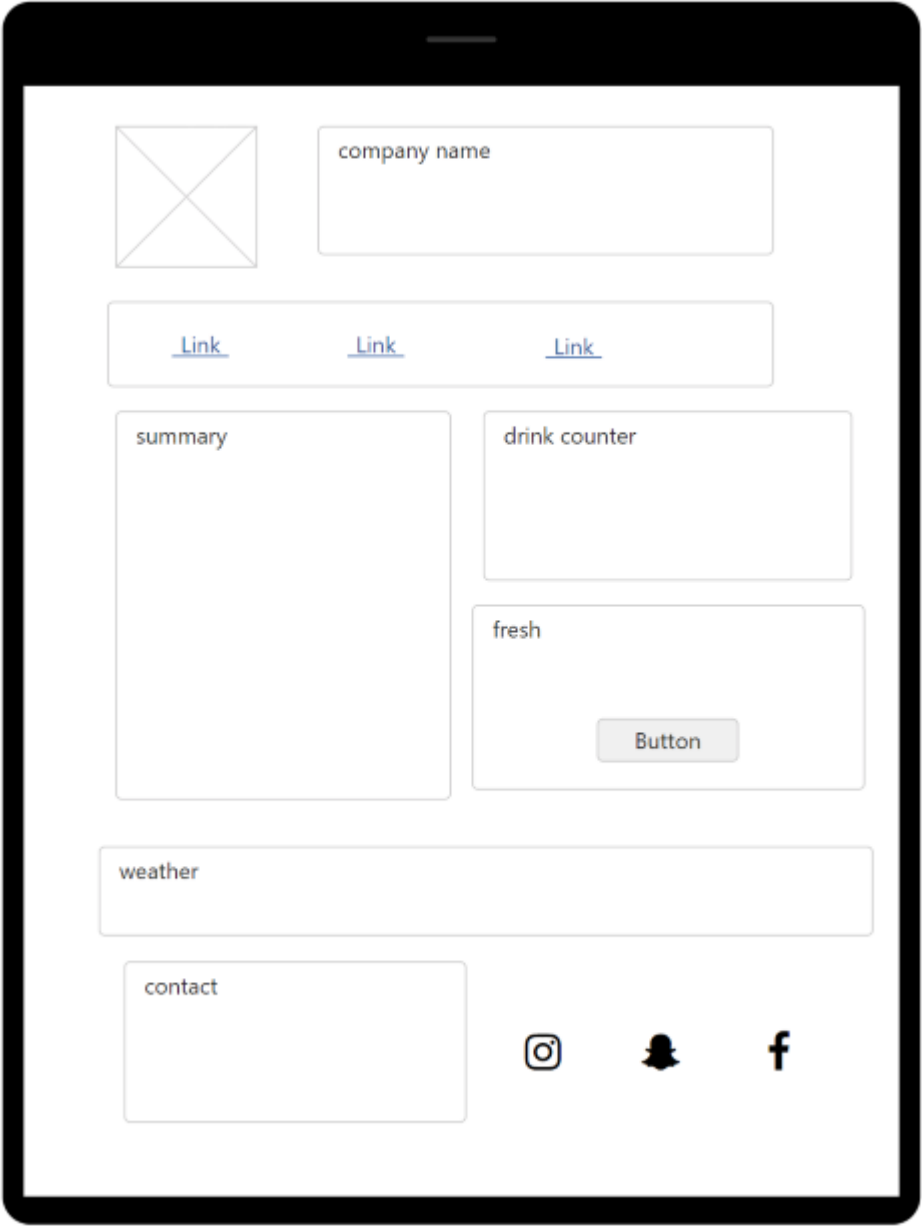 company name
Link
Link
Link
summary
drink counter
fresh
Button
weather
contact